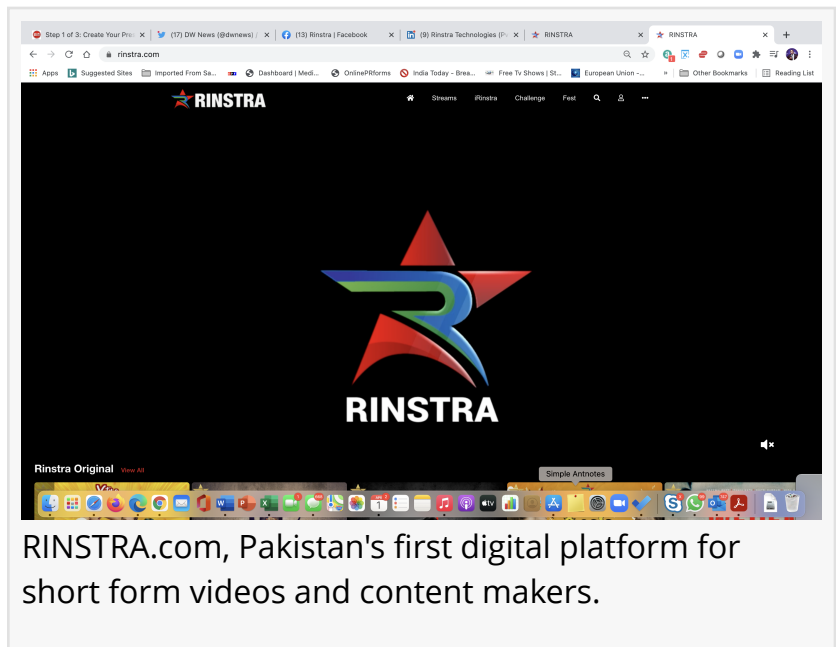 Step 1 of 3: Create Your Pre
(17) DW News (@dwnews) /
(13) Rinstra | Facebook
(9) Rinstra Technologies (Pv
RINSTRA
RINSTRA
rinstra.com
Apps
Suggested Sites
Imported From Sa...
Dashboard | Medi...
OnlinePRforms
India Today - Brea...
Free Tv Shows | St...
European Union -...
»
Other Bookmarks
Reading List
RINSTRA
Streams
iRinstra
Challenge
Fest
RINSTRA
Rinstra Original View All
Simple Antnotes
RINSTRA.com, Pakistan's first digital platform for
short form videos and content makers.